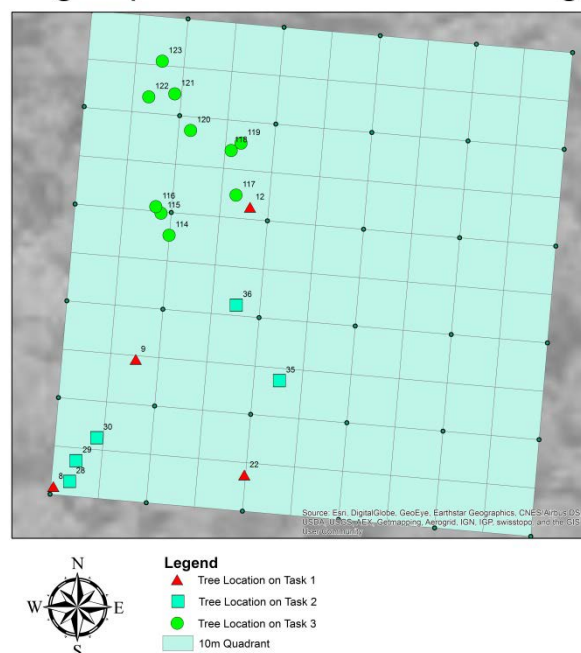 123
122
121
120
119
118
117
12
116
115
114
36
9
35
30
29
8
28
22
Source: Esri, DigitalGlobe, GeoEye, Earthstar Geographics, CNES/Airbus DS,
USDA, USGS, AEX, Getmapping, Aerogrid, IGN, IGP, swisstopo, and the GIS
User Community
Legend
N
Tree Location on Task 1
W E
Tree Location on Task 2
Tree Location on Task 3
S
10m Quadrant